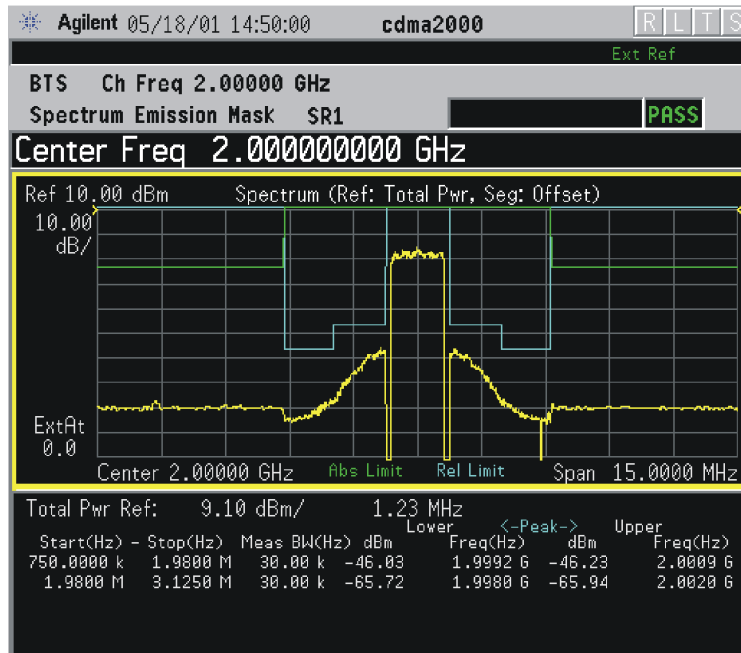 Agilent 05/18/01 14:50:00 cdma2000 R L T S
Ext Ref
BTS Ch Freq 2.00000 GHz
Spectrum Emission Mask SR1 PASS
Center Freq 2.000000000 GHz
Ref 10.00 dBm Spectrum (Ref: Total Pwr, Seg: Offset)
10.00
dB/
ExtAt
0.0
Center 2.00000 GHz Abs Limit Rel Limit Span 15.0000 MHz
Total Pwr Ref: 9.10 dBm/ 1.23 MHz
Lower <-Peak-> Upper
Start(Hz) - Stop(Hz) Meas BW(Hz) dBm Freq(Hz) dBm Freq(Hz)
750.0000 k 1.9800 M 30.00 k -46.03 1.9992 G -46.23 2.0009 G
1.9800 M 3.1250 M 30.00 k -65.72 1.9980 G -65.94 2.0020 G